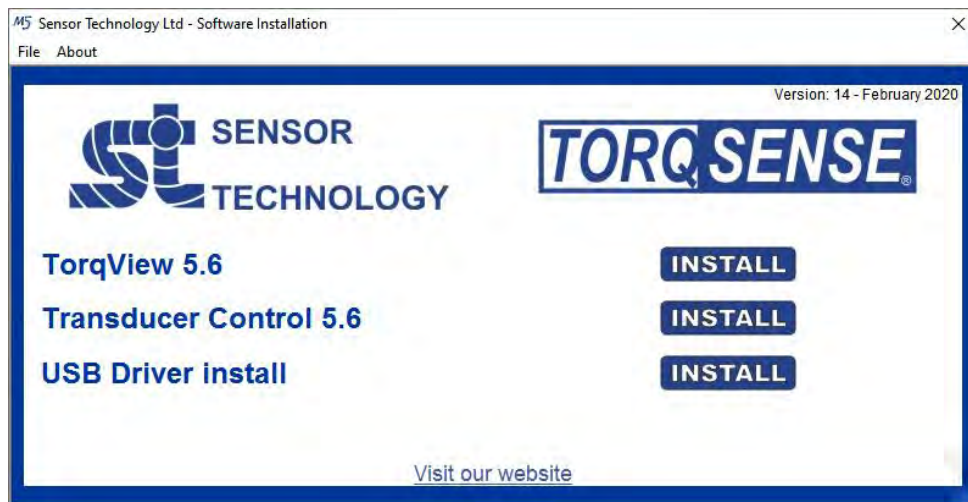 M5 Sensor Technology Ltd - Software Installation
File About
Version: 14 - February 2020
st SENSOR
TECHNOLOGY
TORQSENSE®
TorqView 5.6 INSTALL
Transducer Control 5.6 INSTALL
USB Driver install INSTALL
Visit our website